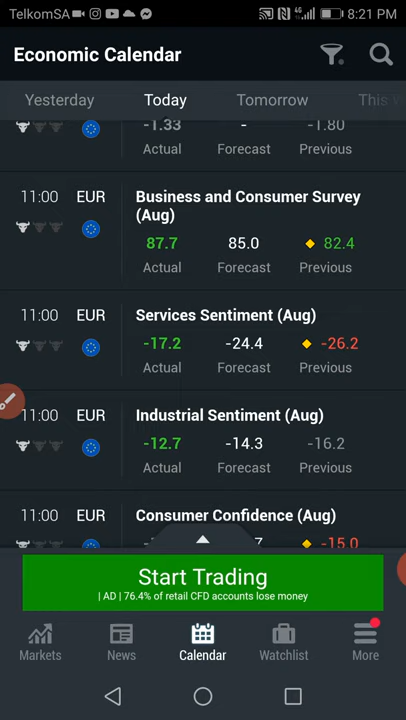 TelkomSA 8:21 PM
Economic Calendar
Yesterday Today Tomorrow This
-1.33 - -1.80
Actual Forecast Previous
11:00 EUR Business and Consumer Survey
(Aug)
87.7 85.0 82.4
Actual Forecast Previous
11:00 EUR Services Sentiment (Aug)
-17.2 -24.4 -26.2
Actual Forecast Previous
11:00 EUR Industrial Sentiment (Aug)
-12.7 -14.3 -16.2
Actual Forecast Previous
11:00 EUR Consumer Confidence (Aug)
-15.0
Start Trading
| AD | 76.4% of retail CFD accounts lose money
Markets News Calendar Watchlist More